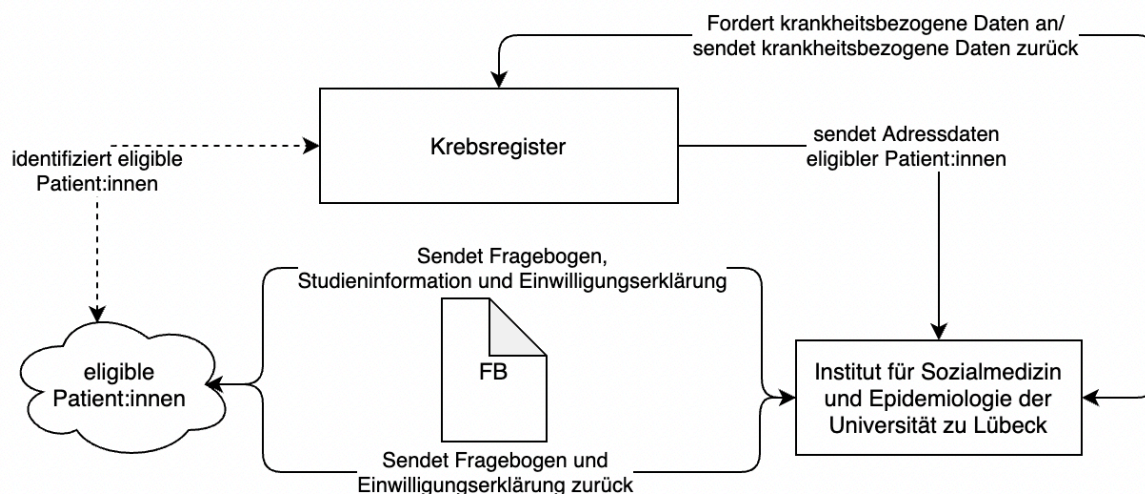 Fordert krankheitsbezogene Daten an/
sendet krankheitsbezogene Daten zurück
Krebsregister
sendet Adressdaten
eligibler Patient:innen
identifiziert eligible
Patient:innen
Sendet Fragebogen,
Studieninformation und Einwilligungserklärung
FB
eligible
Patient:innen
Institut für Sozialmedizin
und Epidemiologie der
Universität zu Lübeck
Sendet Fragebogen und
Einwilligungserklärung zurück